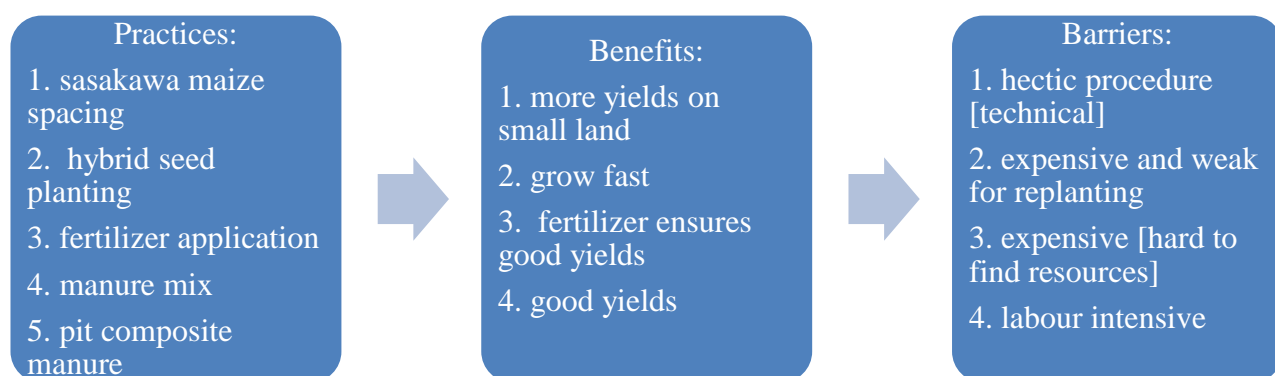 Practices:
1. sasakawa maize
spacing
2. hybrid seed
planting
3. fertilizer application
4. manure mix
5. pit composite
manure
Benefits:
1. more yields on
small land
2. grow fast
3. fertilizer ensures
good yields
4. good yields
Barriers:
1. hectic procedure
[technical]
2. expensive and weak
for replanting
3. expensive [hard to
find resources]
4. labour intensive